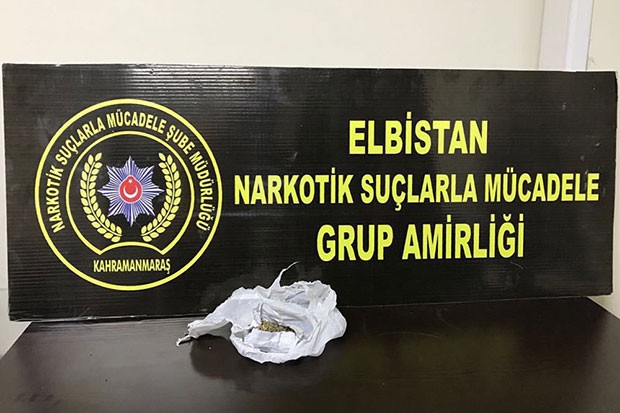 NARKOTİK SUÇLARLA MÜCADELE ŞUBE MÜDÜRLÜĞÜ
KAHRAMANMARAŞ
ELBİSTAN
NARKOTİK SUÇLARLA MÜCADELE
GRUP AMİRLİĞİ